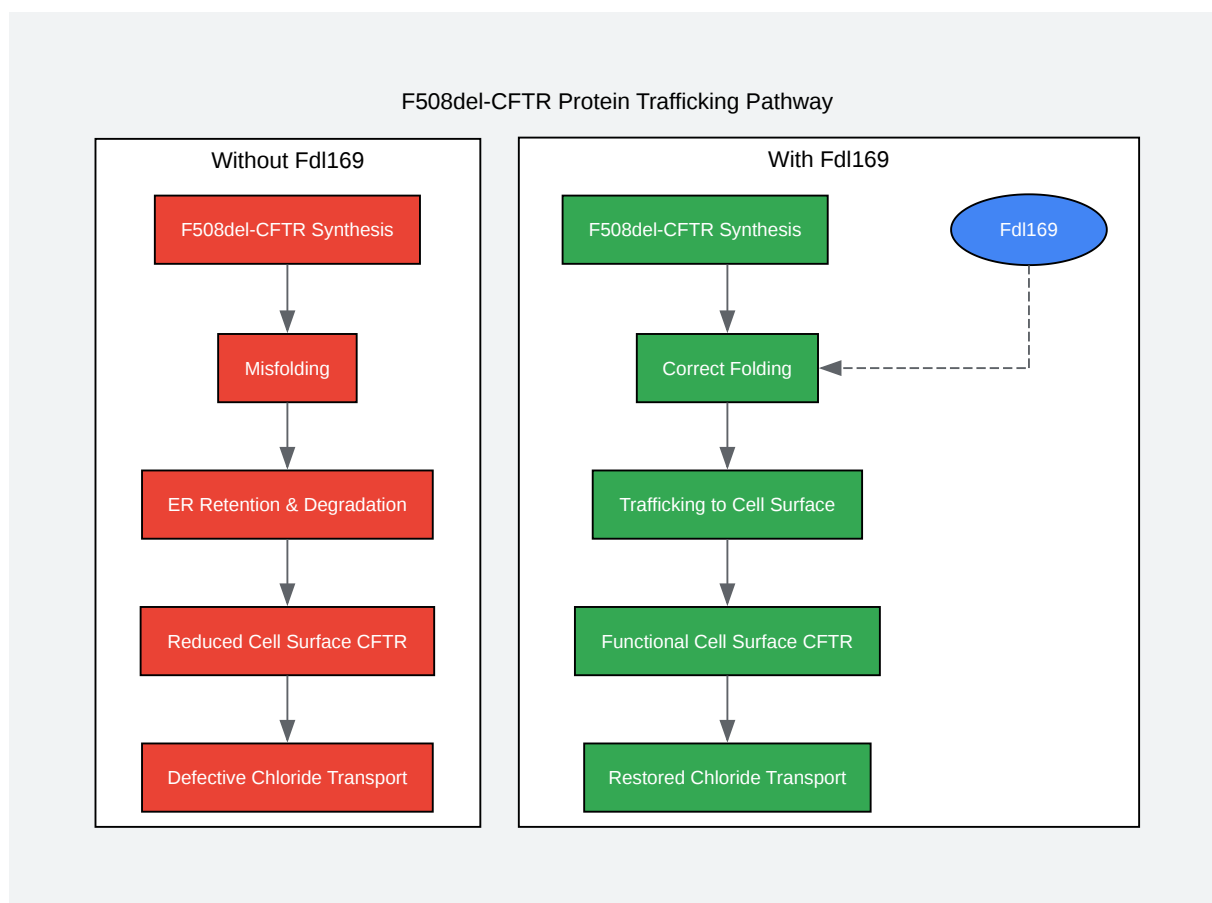 F508del-CFTR Protein Trafficking Pathway
Without Fdl169
F508del-CFTR Synthesis
Misfolding
ER Retention & Degradation
Reduced Cell Surface CFTR
Defective Chloride Transport
With Fdl169
F508del-CFTR Synthesis
Fdl169
Correct Folding
Trafficking to Cell Surface
Functional Cell Surface CFTR
Restored Chloride Transport